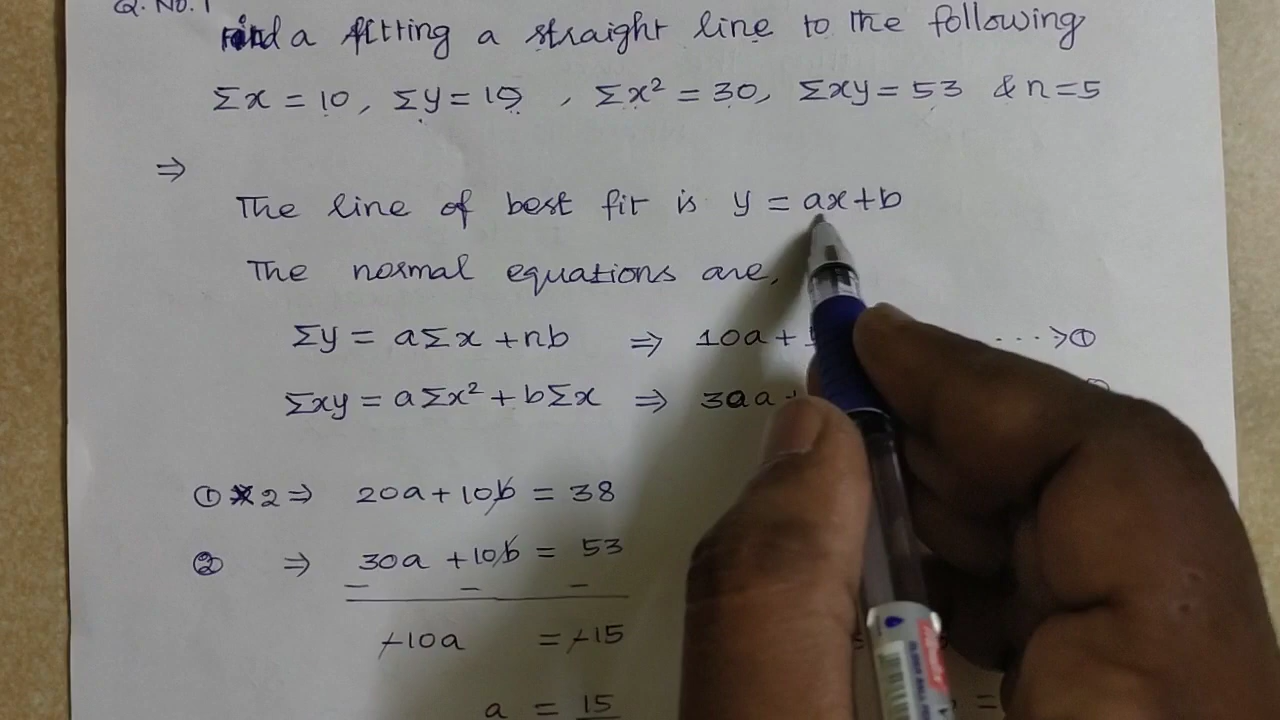 Q. No. 1
Find a fitting a straight line to the following
Σx = 10, Σy = 19, Σx² = 30, Σxy = 53 & n=5
⇒
The line of best fit is y = ax+b
The normal equations are,
Σy = aΣx + nb ⇒ 10a + ····>①
Σxy = aΣx² + bΣx ⇒ 30a +
① * 2 ⇒ 20a + 10b = 38
② ⇒ 30a + 10b = 53
- - -
-10a = -15
a = 15